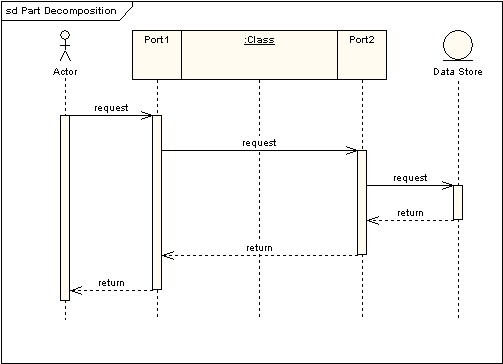 sd Part Decomposition
Port1
:Class
Port2
Actor
Data Store
request
request
request
return
return
return